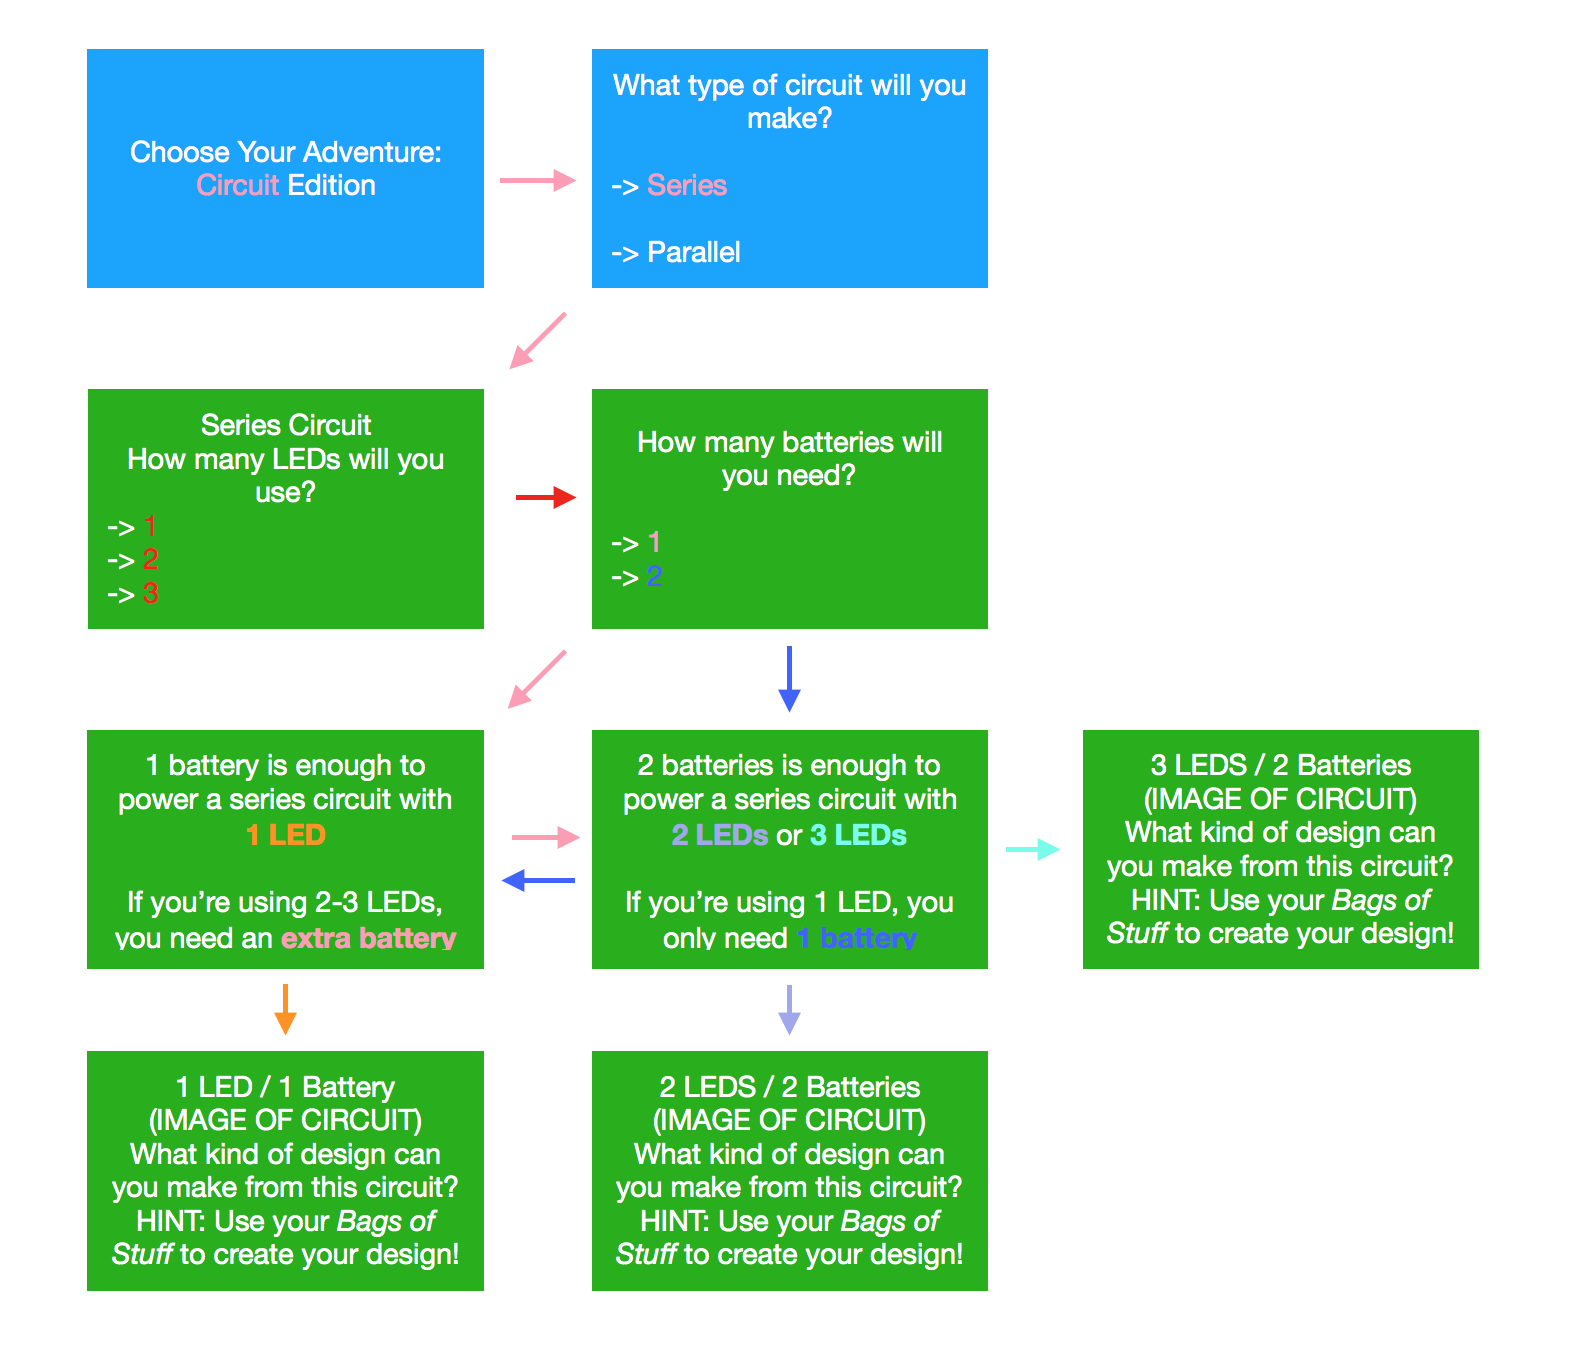 Choose Your Adventure:
Circuit Edition
What type of circuit will you
make?
-> Series
-> Parallel
Series Circuit
How many LEDs will you
use?
-> 1
-> 2
-> 3
How many batteries will
you need?
-> 1
-> 2
1 battery is enough to
power a series circuit with
1 LED
If you’re using 2-3 LEDs,
you need an extra battery
2 batteries is enough to
power a series circuit with
2 LEDs or 3 LEDs
If you’re using 1 LED, you
only need 1 battery
3 LEDS / 2 Batteries
(IMAGE OF CIRCUIT)
What kind of design can
you make from this circuit?
HINT: Use your Bags of
Stuff to create your design!
1 LED / 1 Battery
(IMAGE OF CIRCUIT)
What kind of design can
you make from this circuit?
HINT: Use your Bags of
Stuff to create your design!
2 LEDS / 2 Batteries
(IMAGE OF CIRCUIT)
What kind of design can
you make from this circuit?
HINT: Use your Bags of
Stuff to create your design!